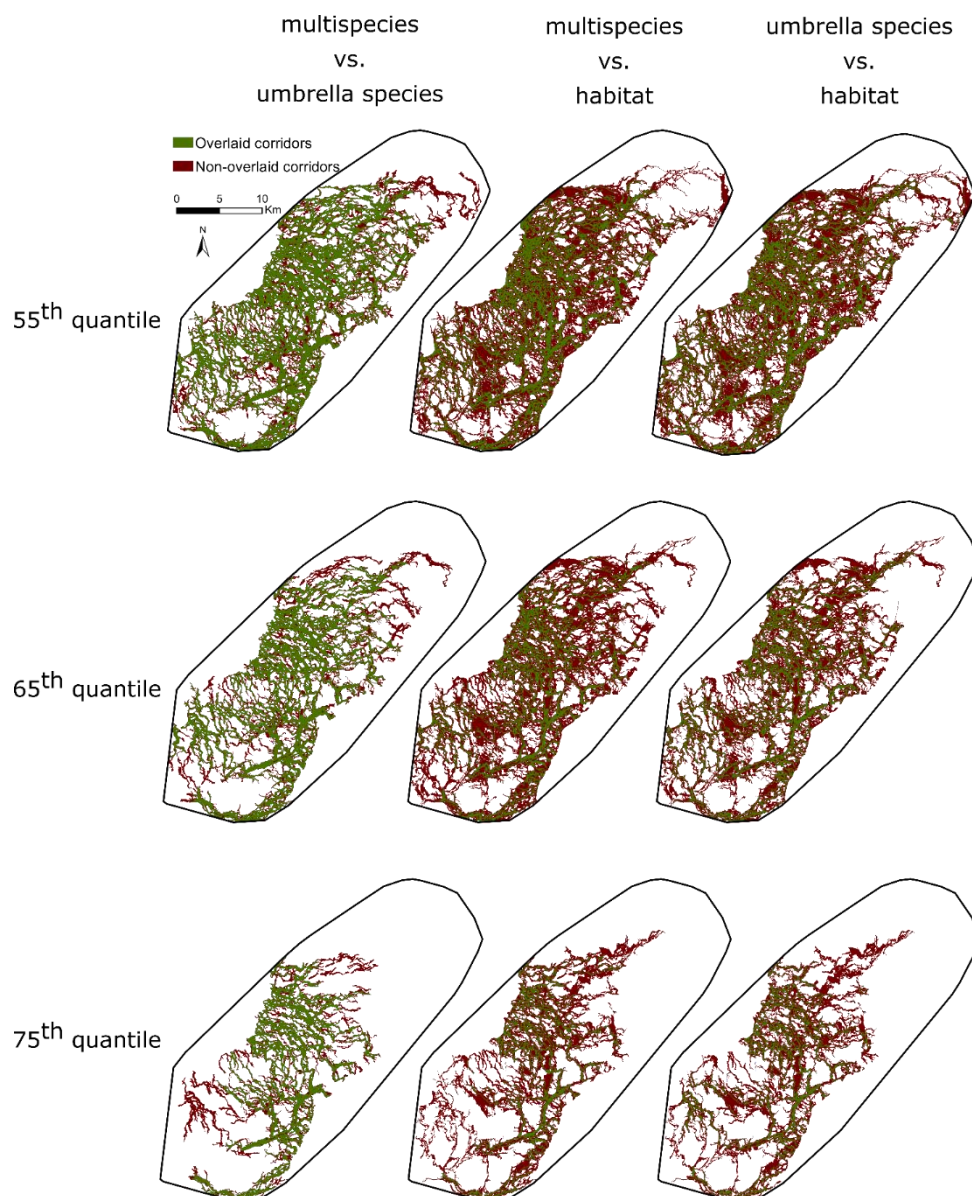 multispecies
vs.
umbrella species
multispecies
vs.
habitat
umbrella species
vs.
habitat
Overlaid corridors
Non-overlaid corridors
0 5 10
Km
N
55th quantile
65th quantile
75th quantile